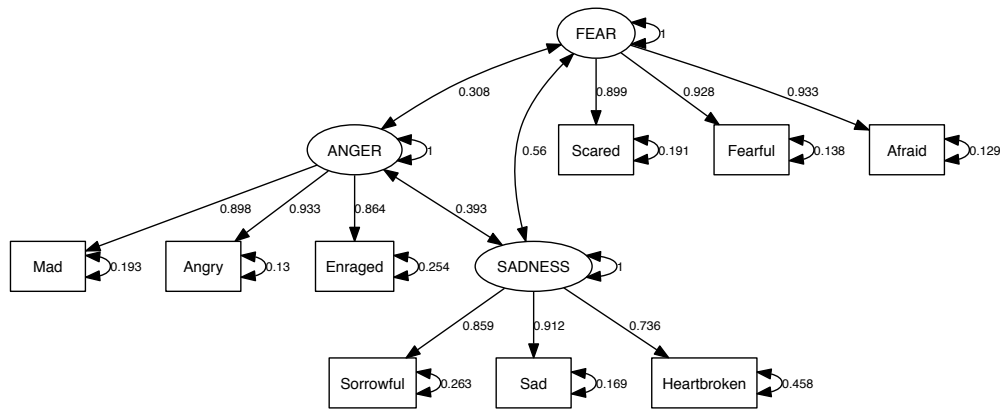 FEAR
1
0.308
0.899
0.928
0.933
ANGER
1
0.56
Scared
0.191
Fearful
0.138
Afraid
0.129
0.898
0.933
0.864
0.393
Mad
0.193
Angry
0.13
Enraged
0.254
SADNESS
1
0.859
0.912
0.736
Sorrowful
0.263
Sad
0.169
Heartbroken
0.458